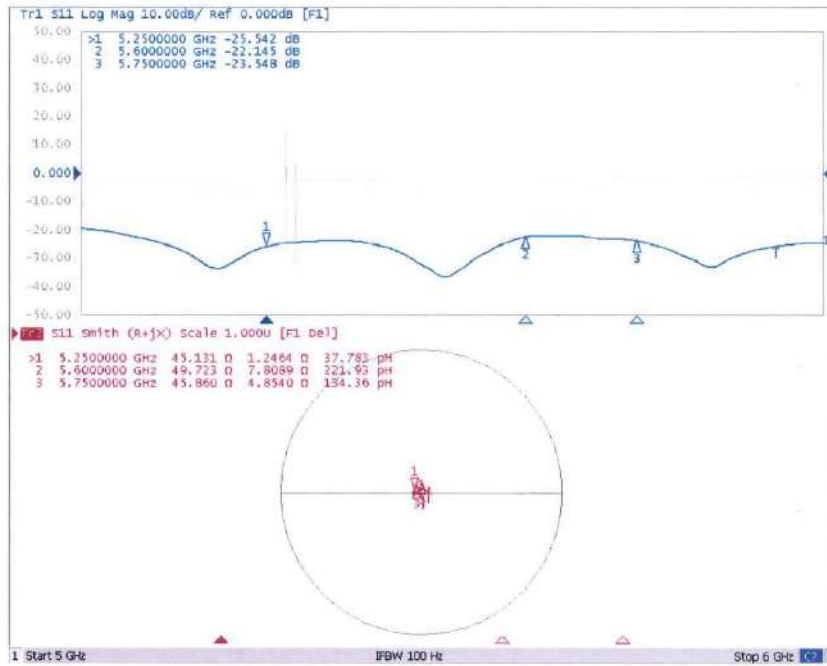 Tr1 S11 Log Mag 10.00dB/ Ref 0.000dB [F1]
50.00
40.00
30.00
20.00
10.00
0.000
-10.00
-20.00
-30.00
-40.00
-50.00
>1 5.2500000 GHz -25.542 dB
2 5.6000000 GHz -22.145 dB
3 5.7500000 GHz -23.548 dB
1
2
3
S11 Smith (R+jX) Scale 1.000U [F1 Del]
>1 5.2500000 GHz 45.131 Ω 1.2464 Ω 37.783 pH
2 5.6000000 GHz 49.723 Ω 7.8089 Ω 221.93 pH
3 5.7500000 GHz 45.860 Ω 4.8540 Ω 134.36 pH
1
1 Start 5 GHz IFBW 100 Hz Stop 6 GHz